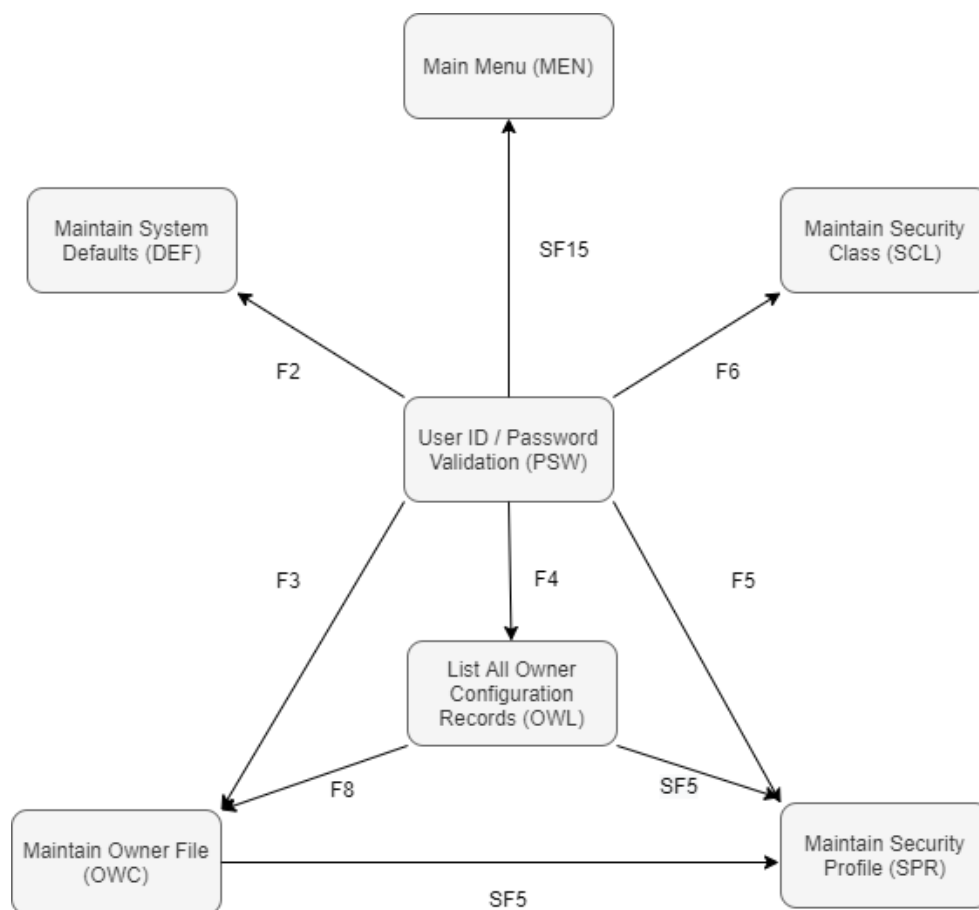 Main Menu (MEN)
Maintain System
Defaults (DEF)
Maintain Security
Class (SCL)
SF15
F2
F6
User ID / Password
Validation (PSW)
F3
F4
F5
List All Owner
Configuration
Records (OWL)
F8
SF5
Maintain Owner File
(OWC)
Maintain Security
Profile (SPR)
SF5